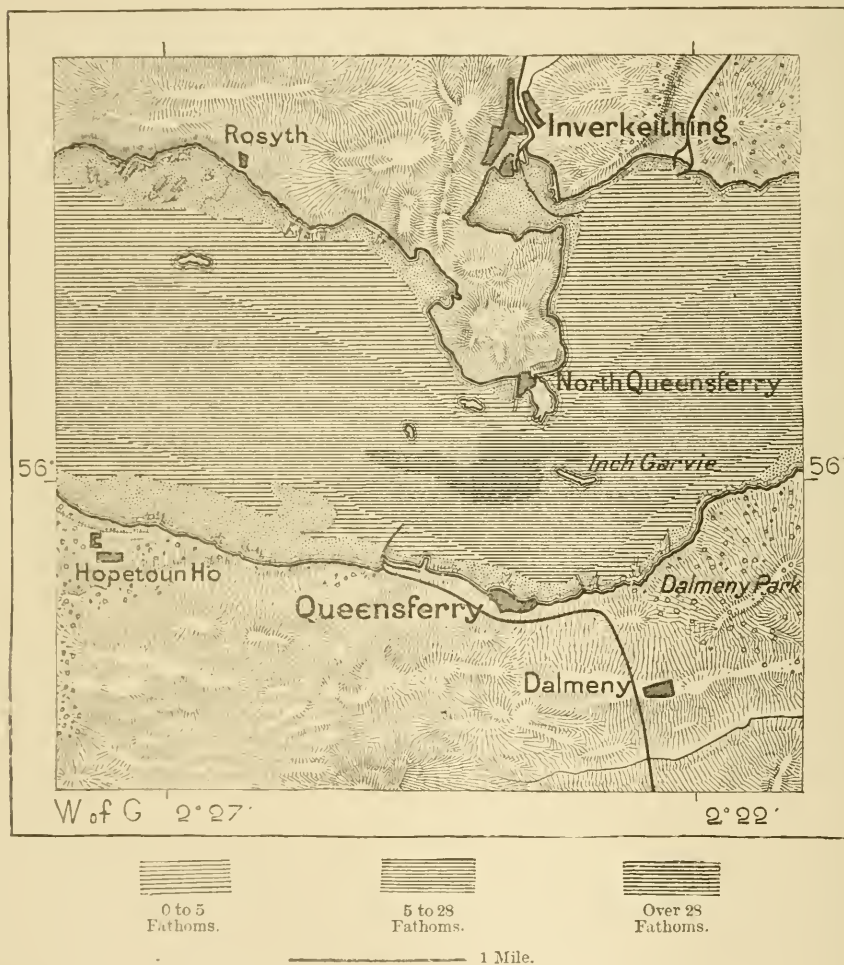 Rosyth
Inverkeithing
North Queensferry
56°
Inch Garvie
56°
Hopetoun Ho
Queensferry
Dalmeny Park
Dalmeny
W of G 2°27'
2°22'
0 to 5
Fathoms.
5 to 28
Fathoms.
Over 28
Fathoms.
1 Mile.